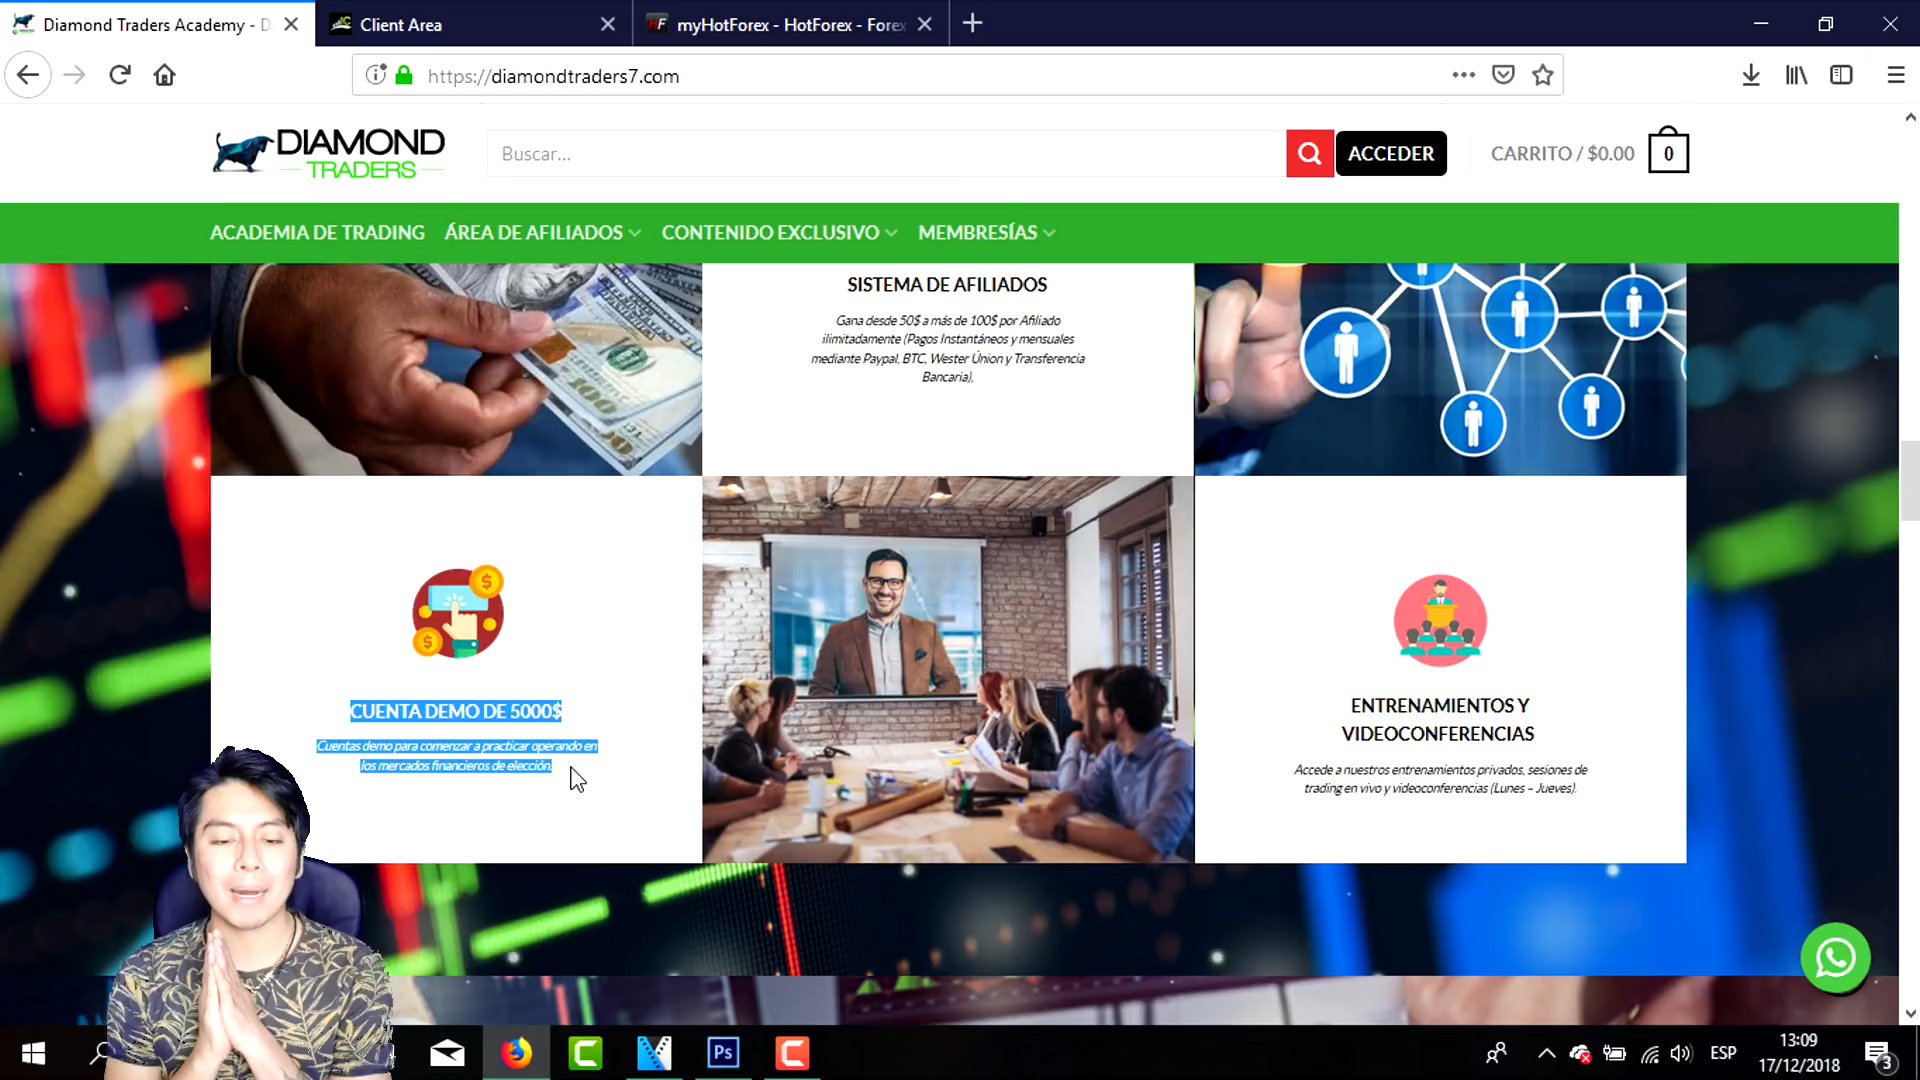 Diamond Traders Academy - D
Client Area
myHotForex - HotForex - Forex
https://diamondtraders7.com
DIAMOND
TRADERS
Buscar...
ACCEDER
CARRITO / $0.00
0
ACADEMIA DE TRADING
ÁREA DE AFILIADOS
CONTENIDO EXCLUSIVO
MEMBRESÍAS
SISTEMA DE AFILIADOS
Gana desde 50$ a más de 100$ por Afiliado
ilimitadamente (Pagos Instantáneos y mensuales
mediante Paypal, BTC, Wester Únion y Transferencia
Bancaria),
CUENTA DEMO DE 5000$
Cuentas demo para comenzar a practicar operando en
los mercados financieros de elección.
ENTRENAMIENTOS Y
VIDEOCONFERENCIAS
Accede a nuestros entrenamientos privados, sesiones de
trading en vivo y videoconferencias (Lunes – Jueves).
Ps
ESP
13:09
17/12/2018
3